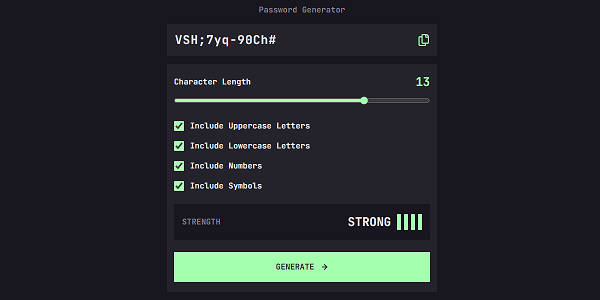 Password Generator
VSH;7yq-90Ch#
Character Length 13
Include Uppercase Letters
Include Lowercase Letters
Include Numbers
Include Symbols
STRENGTH STRONG
GENERATE →